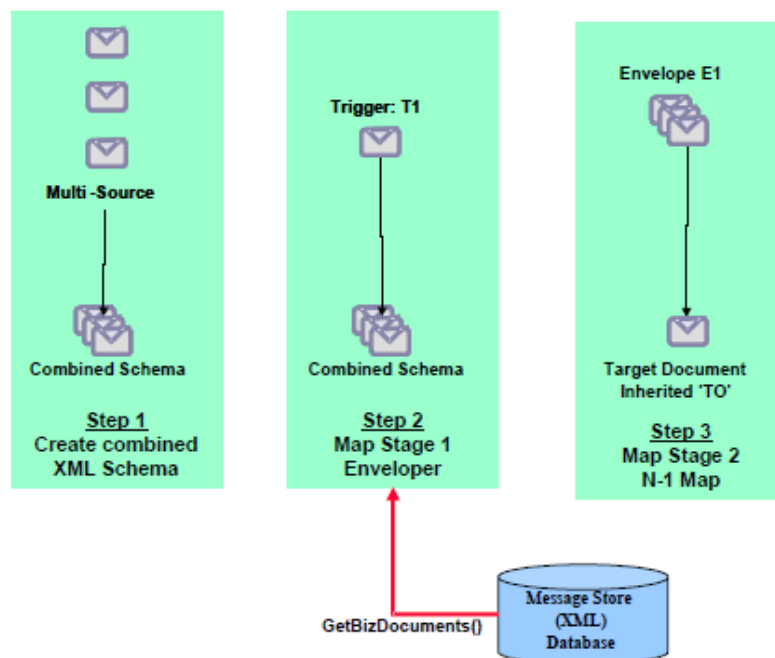 Multi -Source
Combined Schema
Step 1
Create combined
XML Schema
Trigger: T1
Combined Schema
Step 2
Map Stage 1
Enveloper
Envelope E1
Target Document
Inherited 'TO'
Step 3
Map Stage 2
N-1 Map
GetBizDocuments()
Message Store
(XML)
Database